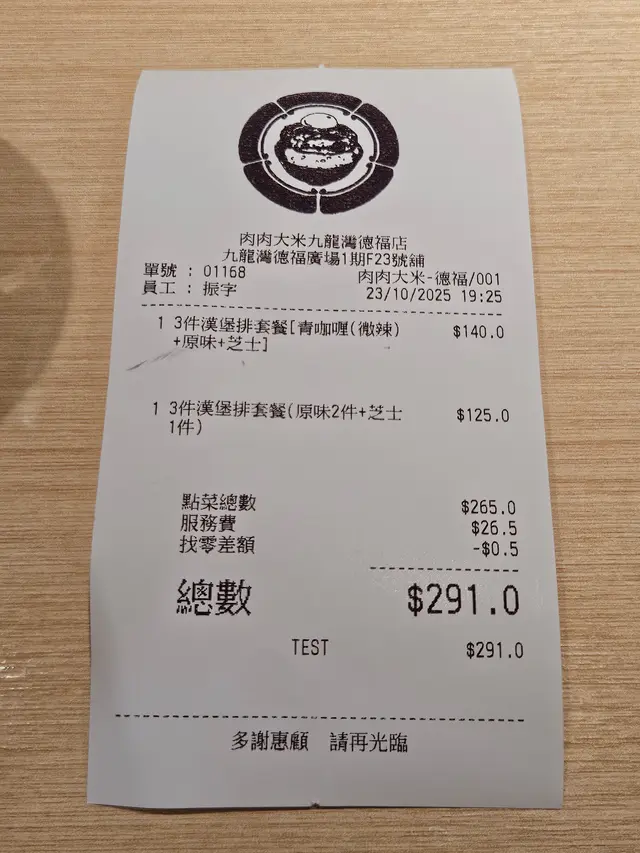 肉肉大米九龍灣德福店
九龍灣德福廣場1期F23號舖
單號 : 01168 肉肉大米-德福/001
員工 : 振宇 23/10/2025 19:25
1 3件漢堡排套餐[青咖喱(微辣) $140.0
+原味+芝士]
1 3件漢堡排套餐(原味2件+芝士 $125.0
1件)
點菜總數 $265.0
服務費 $26.5
找零差額 -$0.5
總數 $291.0
TEST $291.0
多謝惠顧 請再光臨